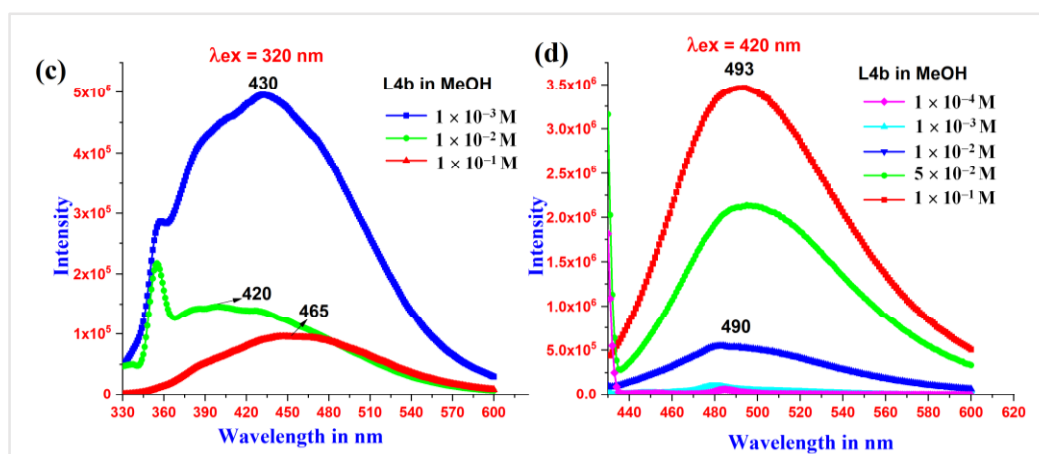 (c)
λex = 320 nm
430
L4b in MeOH
1 × 10⁻³ M
1 × 10⁻² M
1 × 10⁻¹ M
5x10⁶
4x10⁵
3x10⁵
2x10⁵
1x10⁵
0
420
465
Intensity
330 360 390 420 450 480 510 540 570 600
Wavelength in nm
(d)
λex = 420 nm
493
L4b in MeOH
1 × 10⁻⁴ M
1 × 10⁻³ M
1 × 10⁻² M
5 × 10⁻² M
1 × 10⁻¹ M
3.5x10⁶
3.0x10⁶
2.5x10⁶
2.0x10⁶
1.5x10⁶
1.0x10⁶
5.0x10⁵
0.0
490
Intensity
440 460 480 500 520 540 560 580 600 620
Wavelength in nm